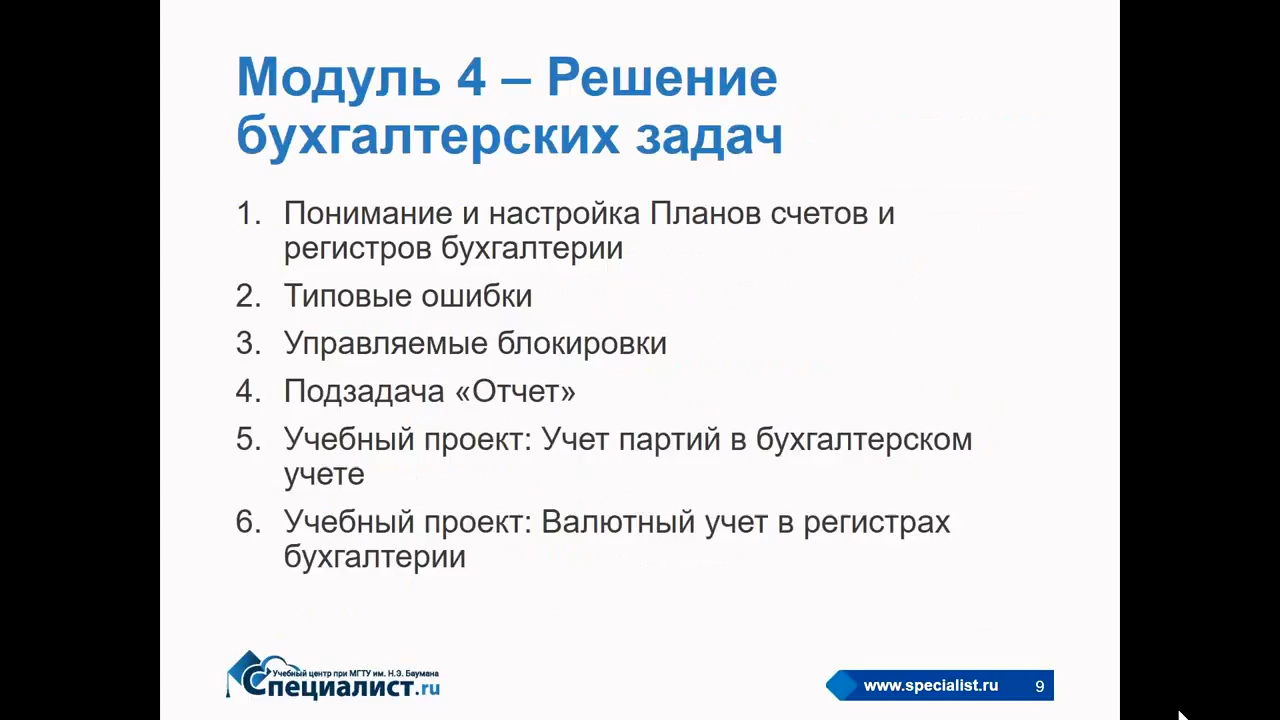 Модуль 4 – Решение
бухгалтерских задач
1. Понимание и настройка Планов счетов и
регистров бухгалтерии
2. Типовые ошибки
3. Управляемые блокировки
4. Подзадача «Отчет»
5. Учебный проект: Учет партий в бухгалтерском
учете
6. Учебный проект: Валютный учет в регистрах
бухгалтерии
Учебный центр при МГТУ им. Н.Э. Баумана
Специалист.ru
www.specialist.ru 9